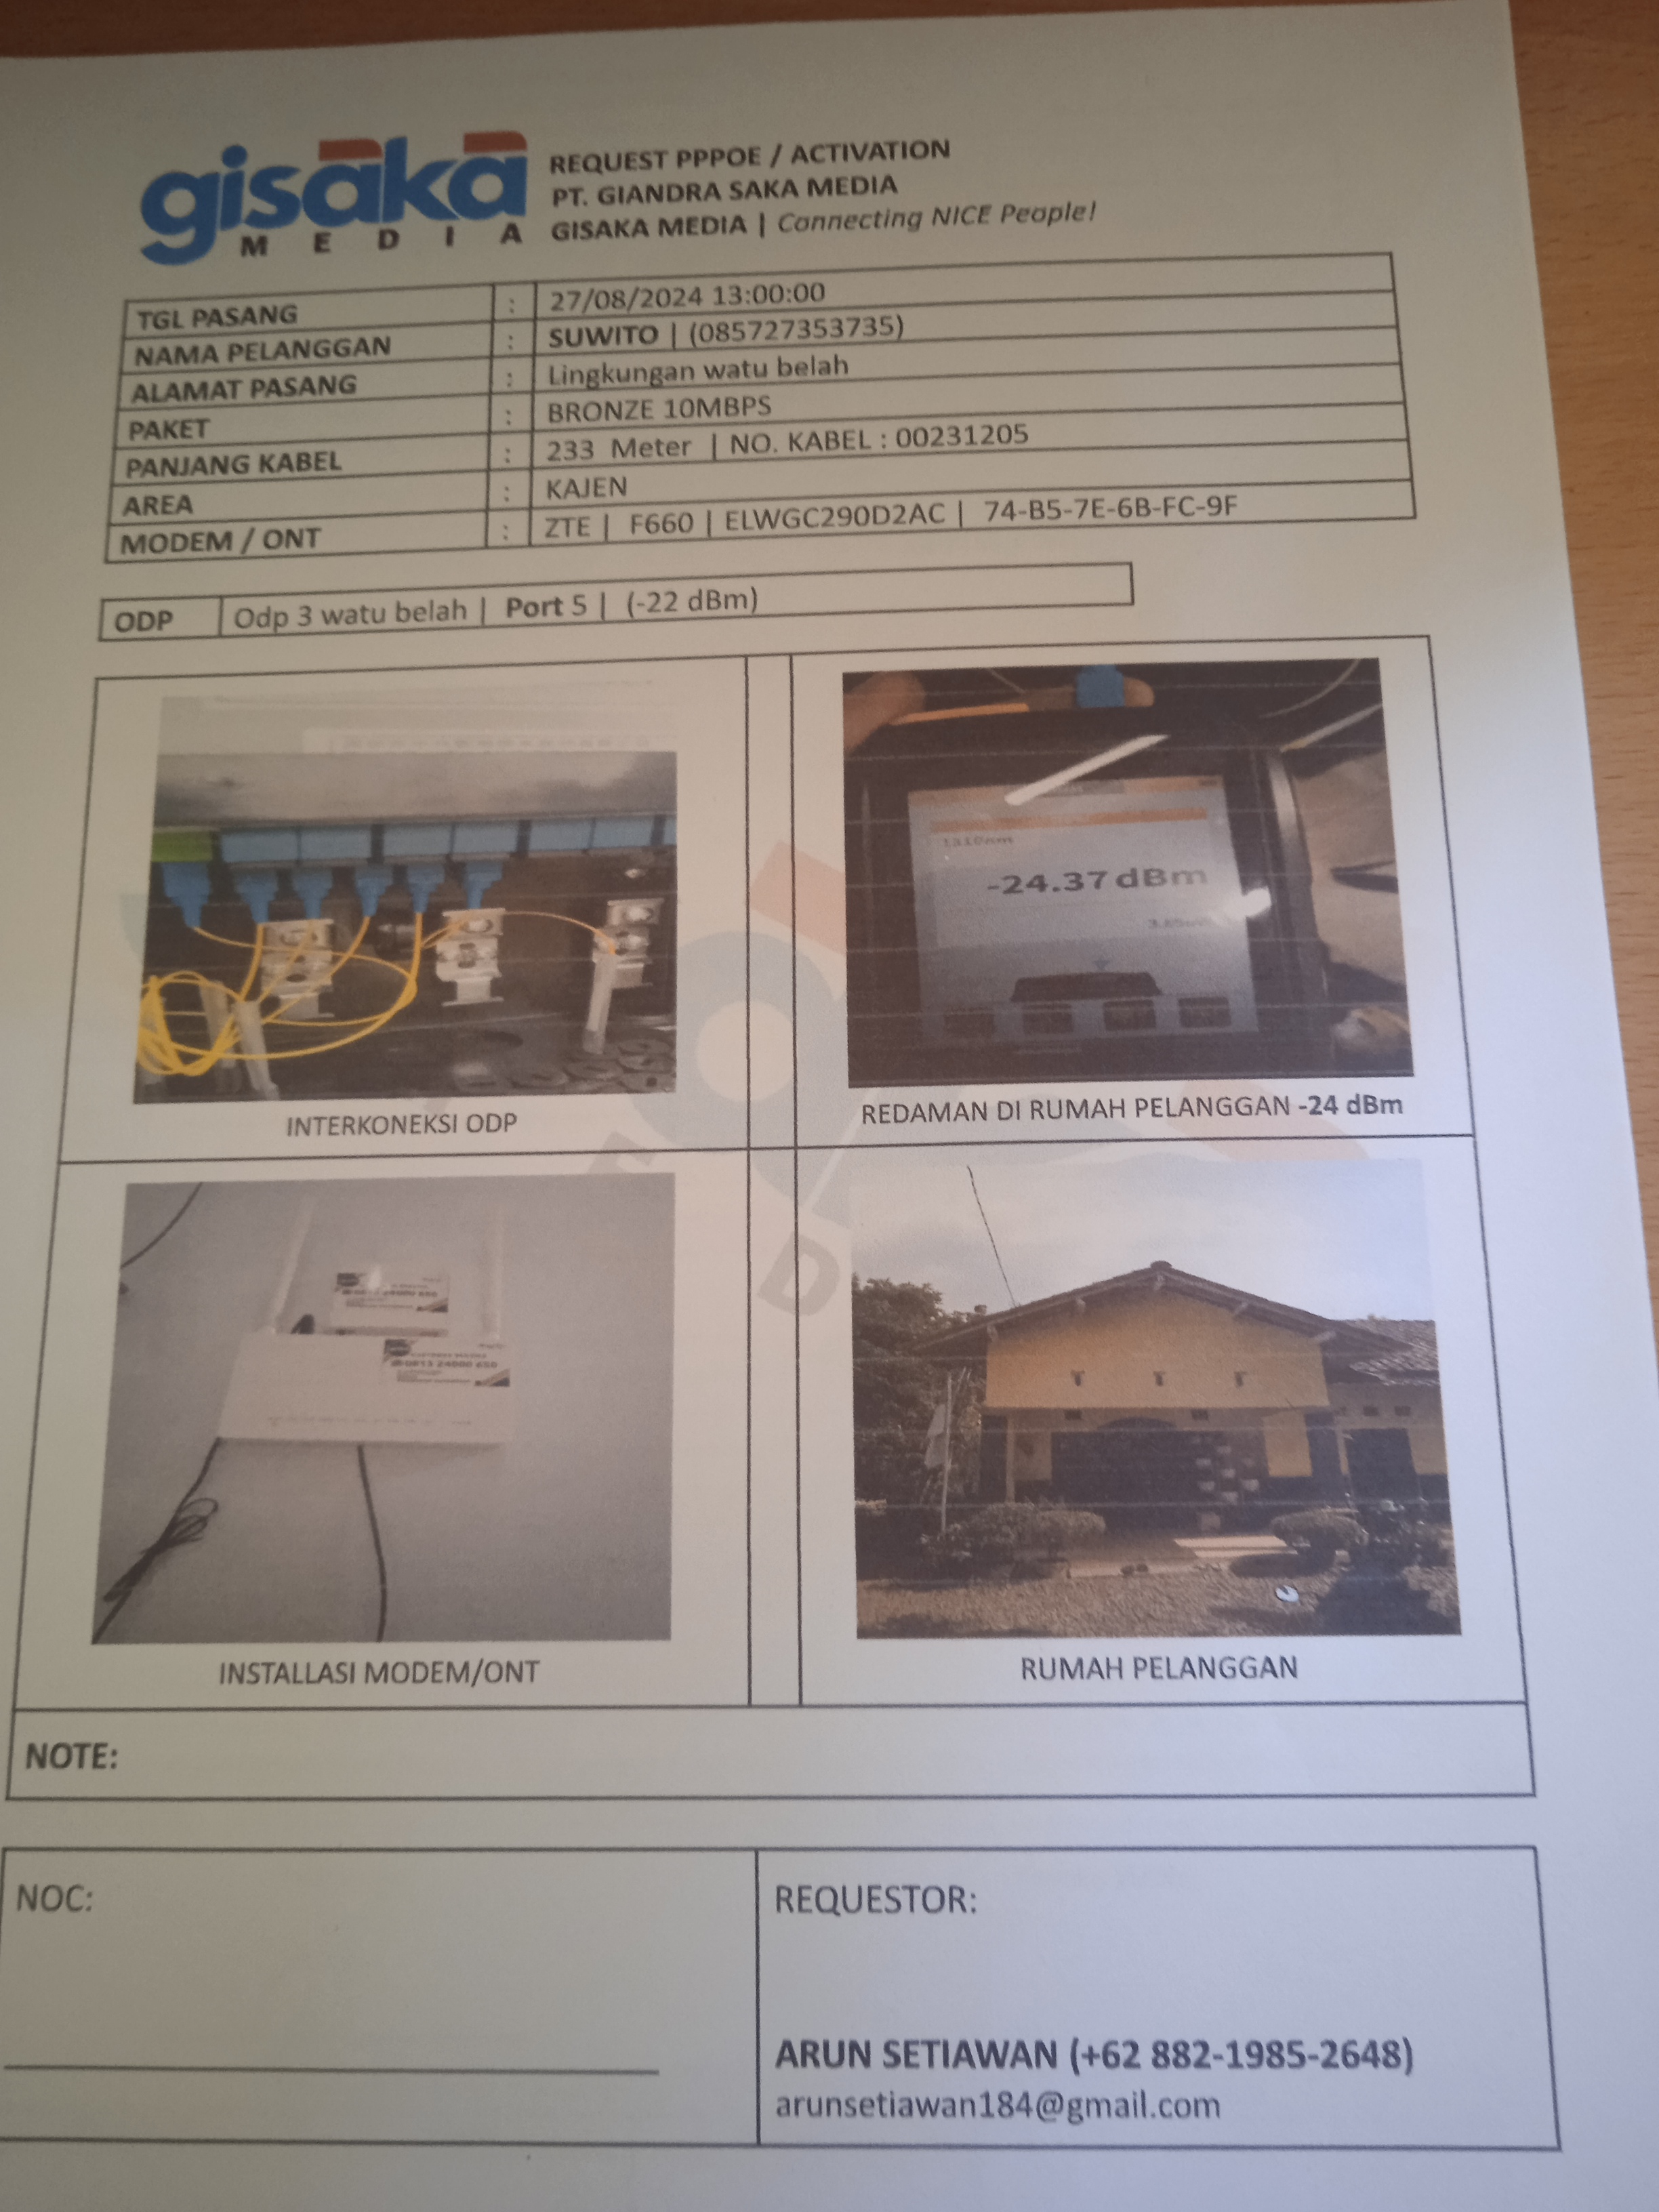 gisaka
MEDIA
REQUEST PPPOE / ACTIVATION
PT. GIANDRA SAKA MEDIA
GISAKA MEDIA | Connecting NICE People!
TGL PASANG : 27/08/2024 13:00:00
NAMA PELANGGAN : SUWITO | (085727353735)
ALAMAT PASANG : Lingkungan watu belah
PAKET : BRONZE 10MBPS
PANJANG KABEL : 233 Meter | NO. KABEL : 00231205
AREA : KAJEN
MODEM / ONT : ZTE | F660 | ELWGC290D2AC | 74-B5-7E-6B-FC-9F
ODP Odp 3 watu belah | Port 5 | (-22 dBm)
1310nm
-24.37dBm
INTERKONEKSI ODP
REDAMAN DI RUMAH PELANGGAN -24 dBm
INSTALLASI MODEM/ONT
RUMAH PELANGGAN
NOTE:
NOC:
REQUESTOR:
ARUN SETIAWAN (+62 882-1985-2648)
arunsetiawan184@gmail.com